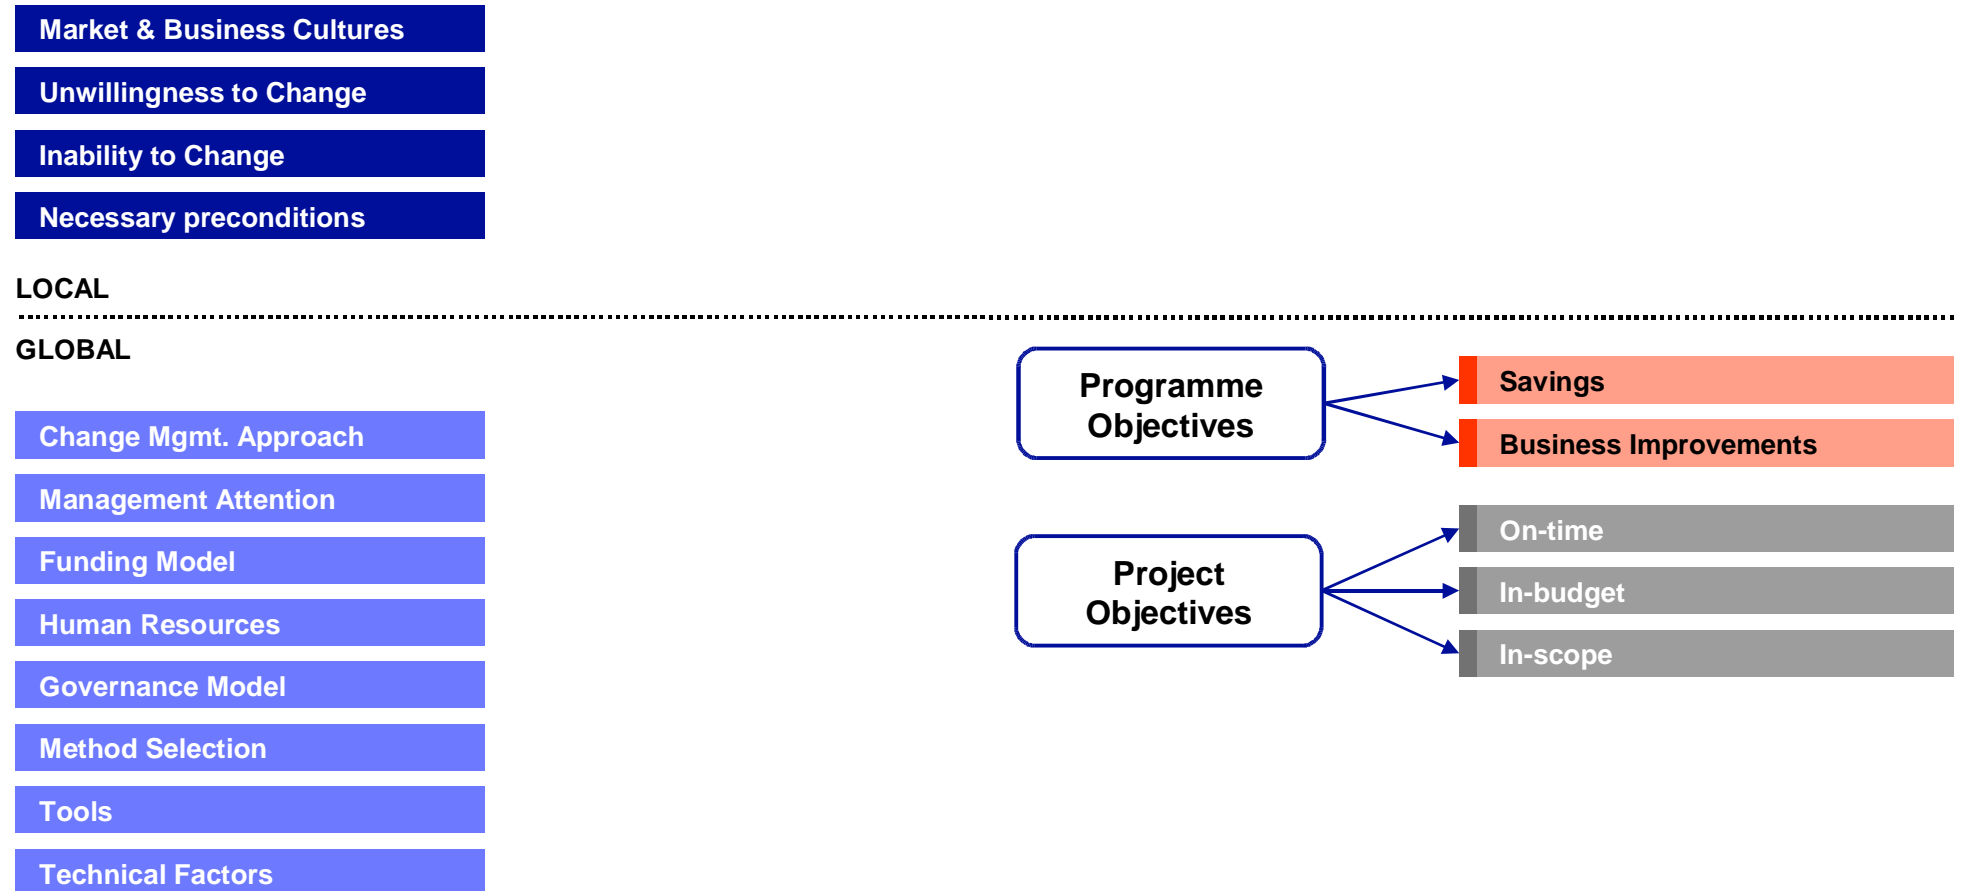 Market & Business Cultures
Unwillingness to Change
Inability to Change
Necessary preconditions
LOCAL
GLOBAL
Change Mgmt. Approach
Management Attention
Funding Model
Human Resources
Governance Model
Method Selection
Tools
Technical Factors
Programme
Objectives
Savings
Business Improvements
Project
Objectives
On-time
In-budget
In-scope